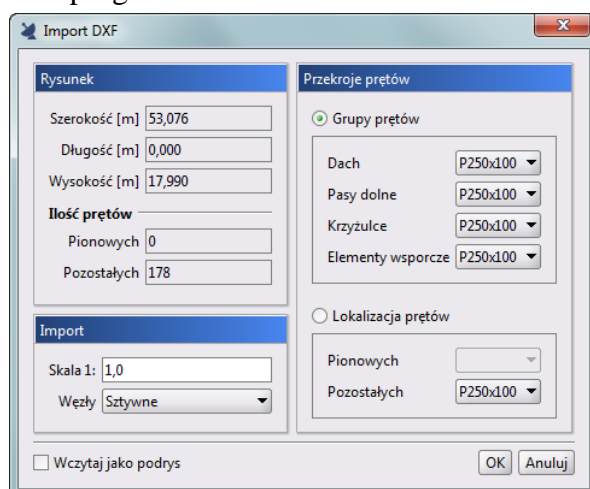 Import DXF
Rysunek
Szerokość [m] 53,076
Długość [m] 0,000
Wysokość [m] 17,990
Ilość prętów
Pionowych 0
Pozostałych 178
Import
Skala 1: 1,0
Węzły Sztywne
Przekroje prętów
Grupy prętów
Dach P250x100
Pasy dolne P250x100
Krzyżulce P250x100
Elementy wsporcze P250x100
Lokalizacja prętów
Pionowych
Pozostałych P250x100
Wczytaj jako podrys
OK Anuluj